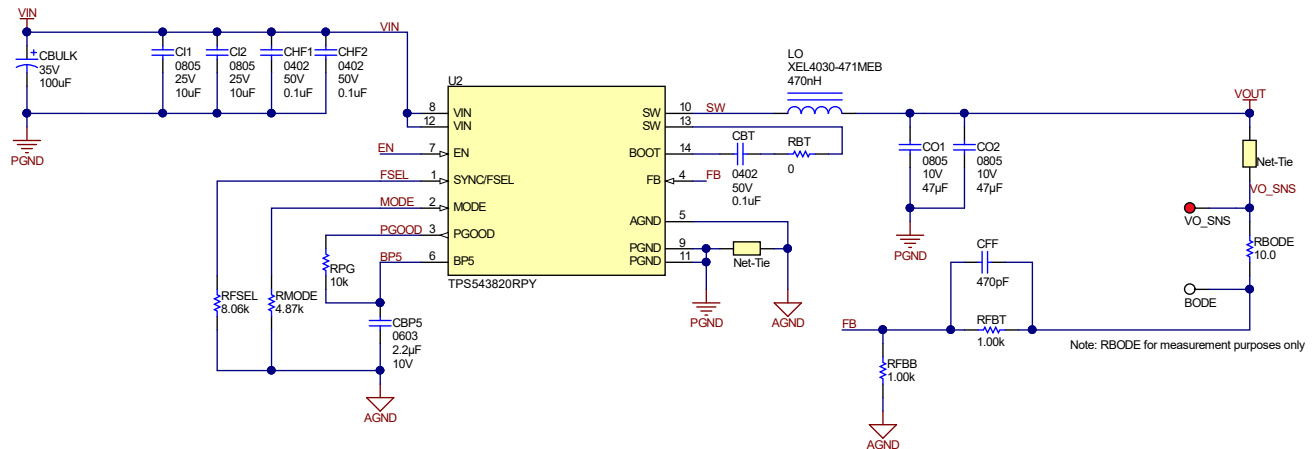 VIN
VIN
CBULK
35V
100uF
CI1
0805
25V
10uF
CI2
0805
25V
10uF
CHF1
0402
50V
0.1uF
CHF2
0402
50V
0.1uF
PGND
U2
8 VIN
12 VIN
EN 7 EN
FSEL 1 SYNC/FSEL
MODE 2 MODE
PGOOD 3 PGOOD
BP5 6 BP5
SW 10 SW
SW 13
BOOT 14
FB 4 FB
AGND 5
PGND 9
PGND 11
TPS543820RPY
RPG
10k
RFSEL
8.06k
RMODE
4.87k
CBP5
0603
2.2µF
10V
AGND
LO
XEL4030-471MEB
470nH
CBT
0402
50V
0.1uF
RBT
0
Net-Tie
PGND
AGND
CO1
0805
10V
47µF
CO2
0805
10V
47µF
PGND
VOUT
Net-Tie
VO_SNS
VO_SNS
RBODE
10.0
BODE
CFF
470pF
FB
RFBT
1.00k
RFBB
1.00k
AGND
Note: RBODE for measurement purposes only